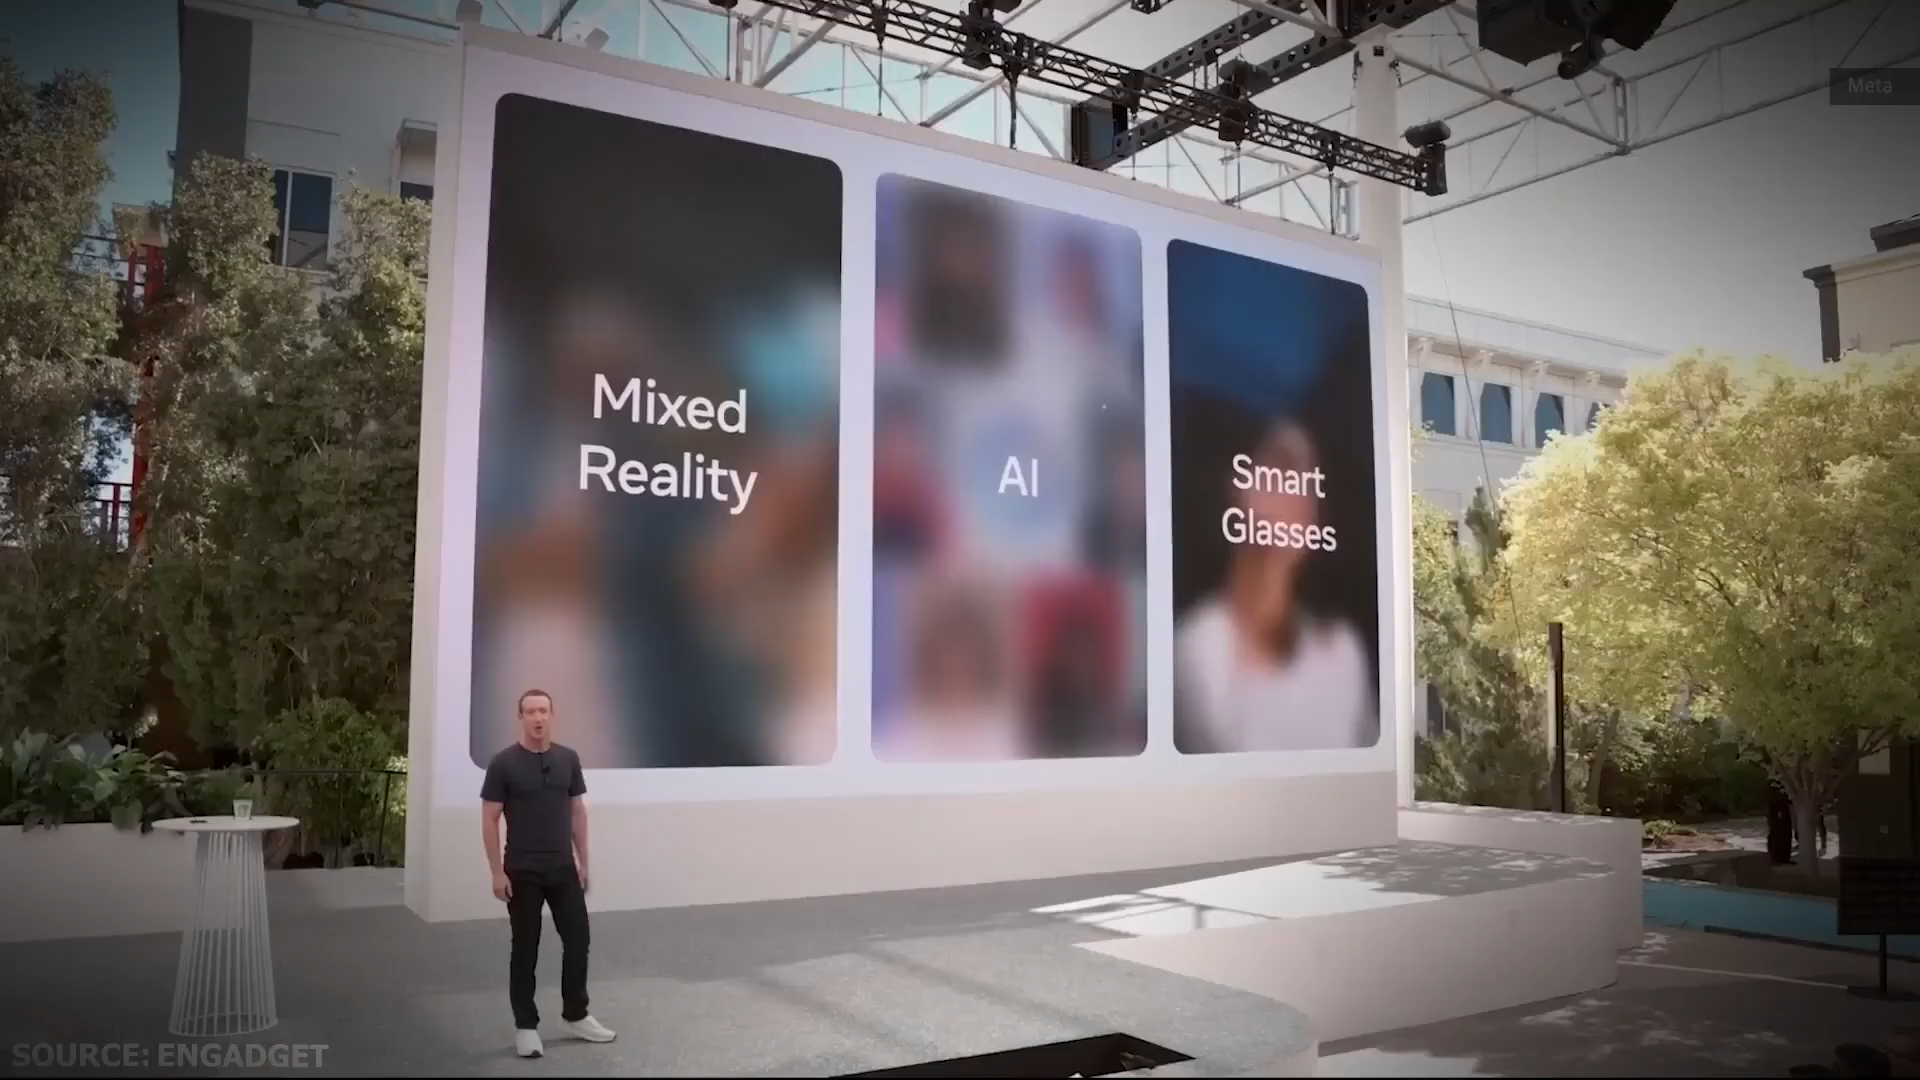 Meta
Mixed
Reality
AI
Smart
Glasses
SOURCE: ENGADGET